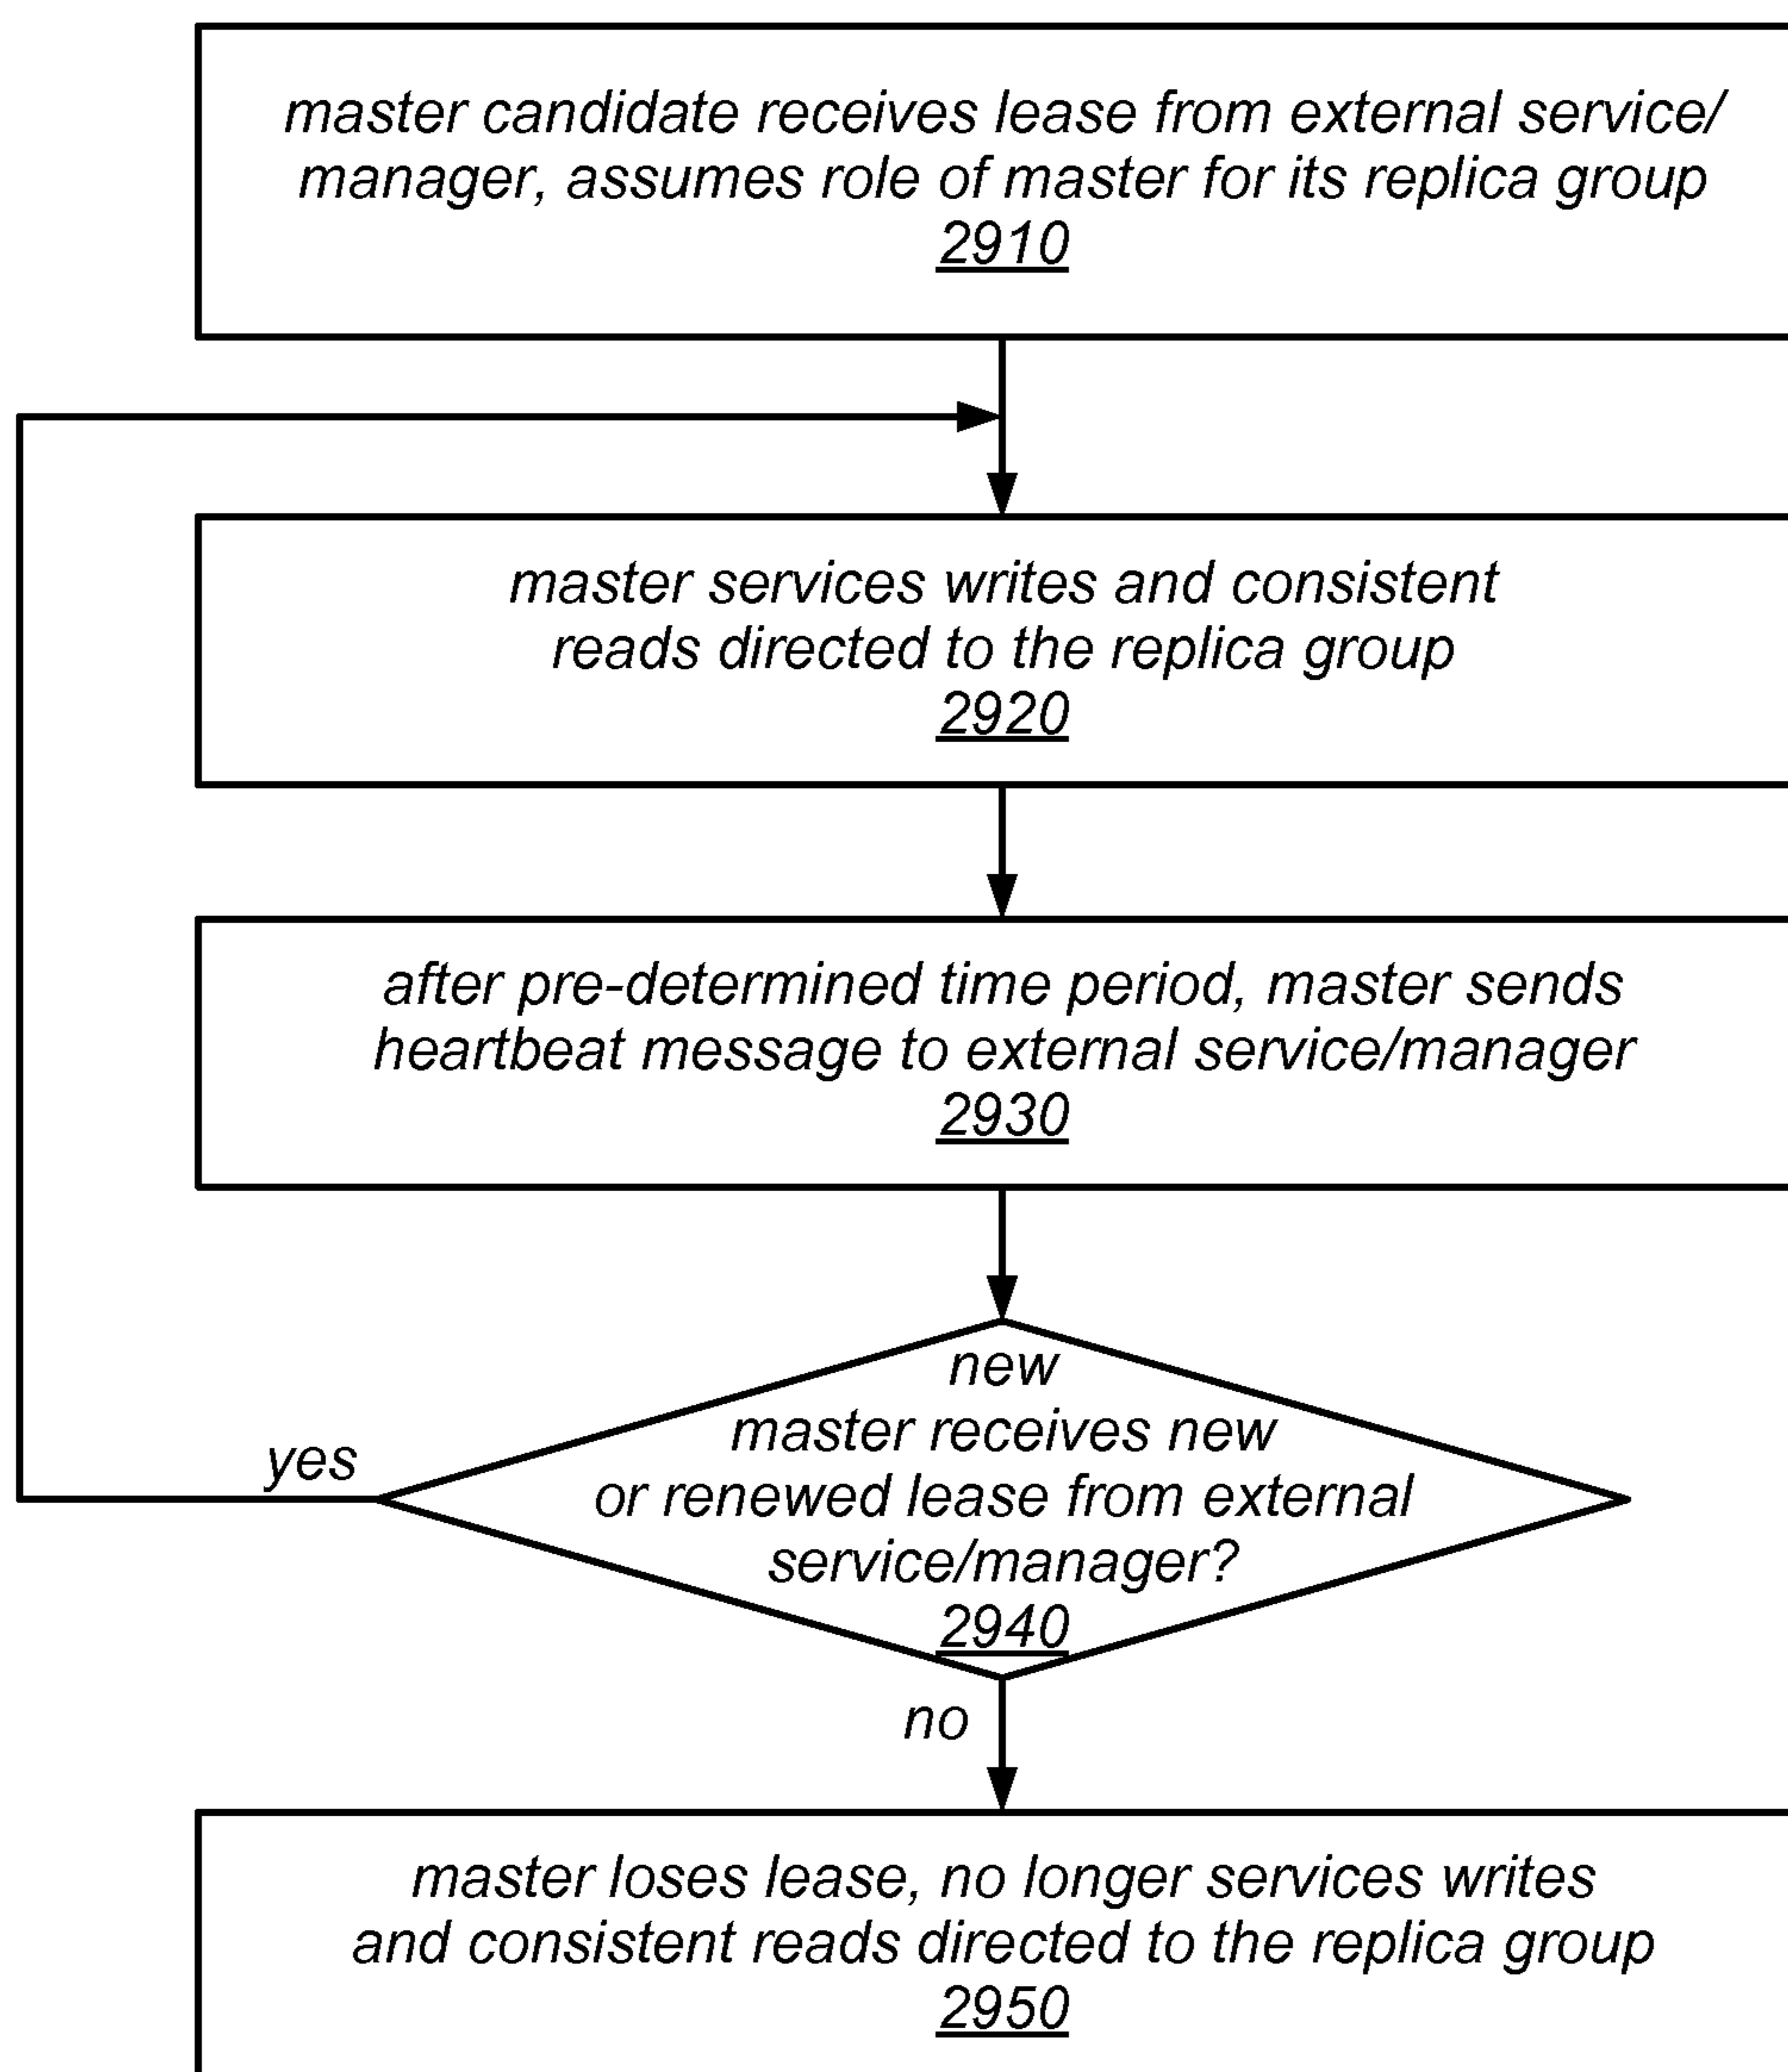 master candidate receives lease from external service/
manager, assumes role of master for its replica group
2910
master services writes and consistent
reads directed to the replica group
2920
after pre-determined time period, master sends
heartbeat message to external service/manager
2930
new
master receives new
or renewed lease from external
service/manager?
2940
yes
no
master loses lease, no longer services writes
and consistent reads directed to the replica group
2950